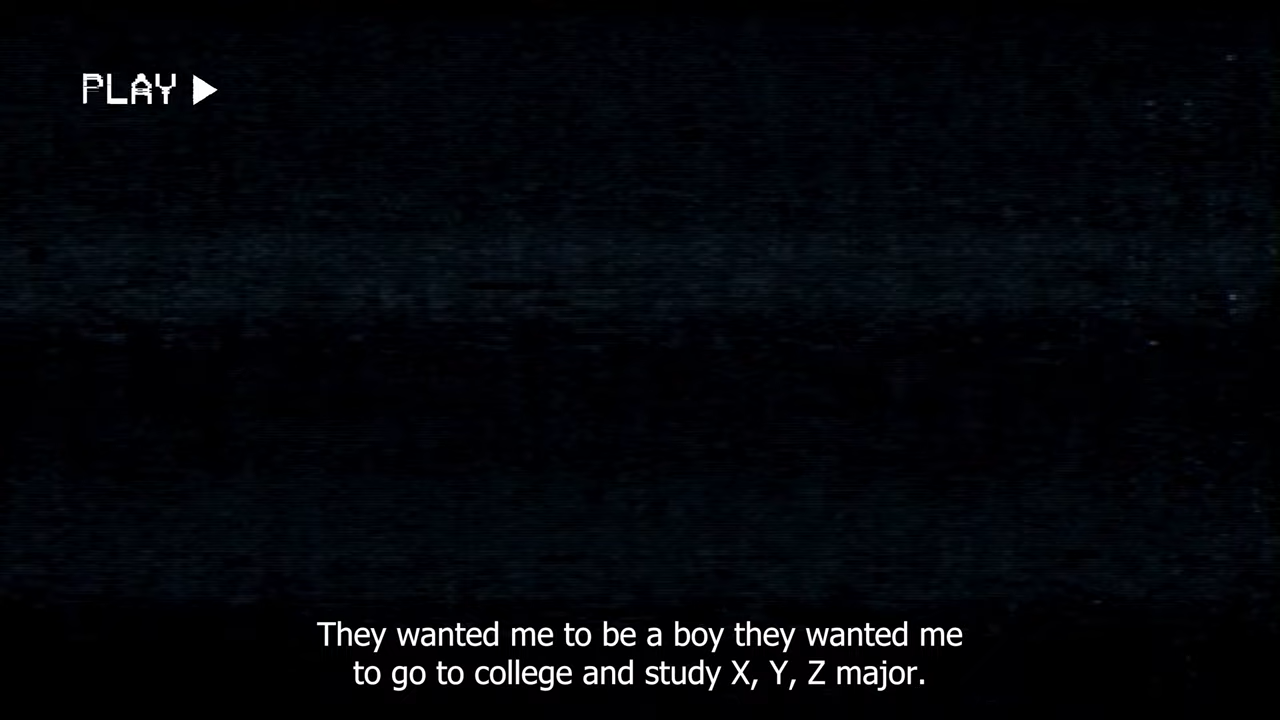 PLAY
They wanted me to be a boy they wanted me
to go to college and study X, Y, Z major.